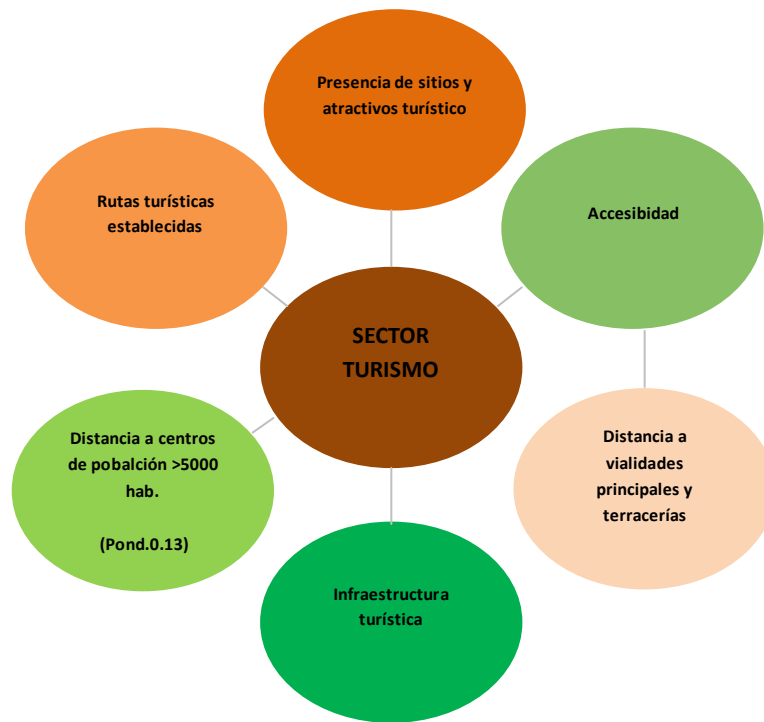 Presencia de sitios y
atractivos turístico
Rutas turísticas
establecidas
Accesibidad
SECTOR
TURISMO
Distancia a centros
de pobalción >5000
hab.
(Pond.0.13)
Distancia a
vialidades
principales y
terracerías
Infraestructura
turística